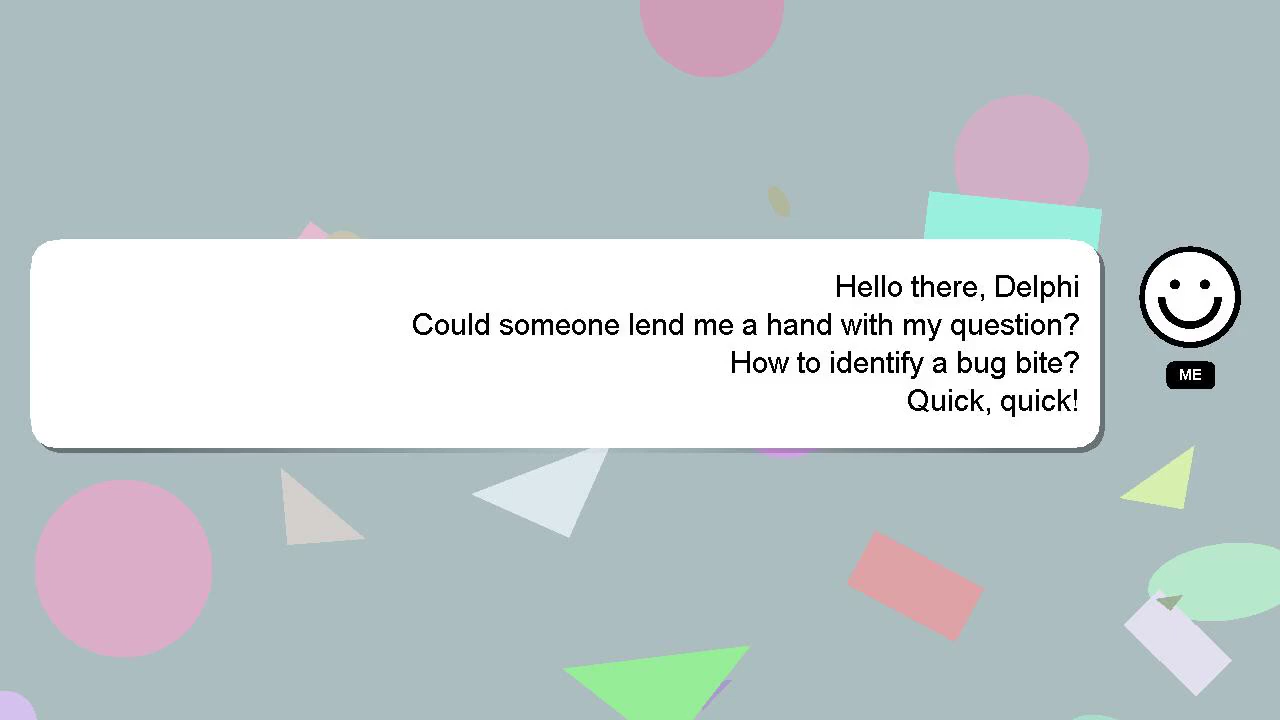 Hello there, Delphi
Could someone lend me a hand with my question?
How to identify a bug bite?
Quick, quick!
ME